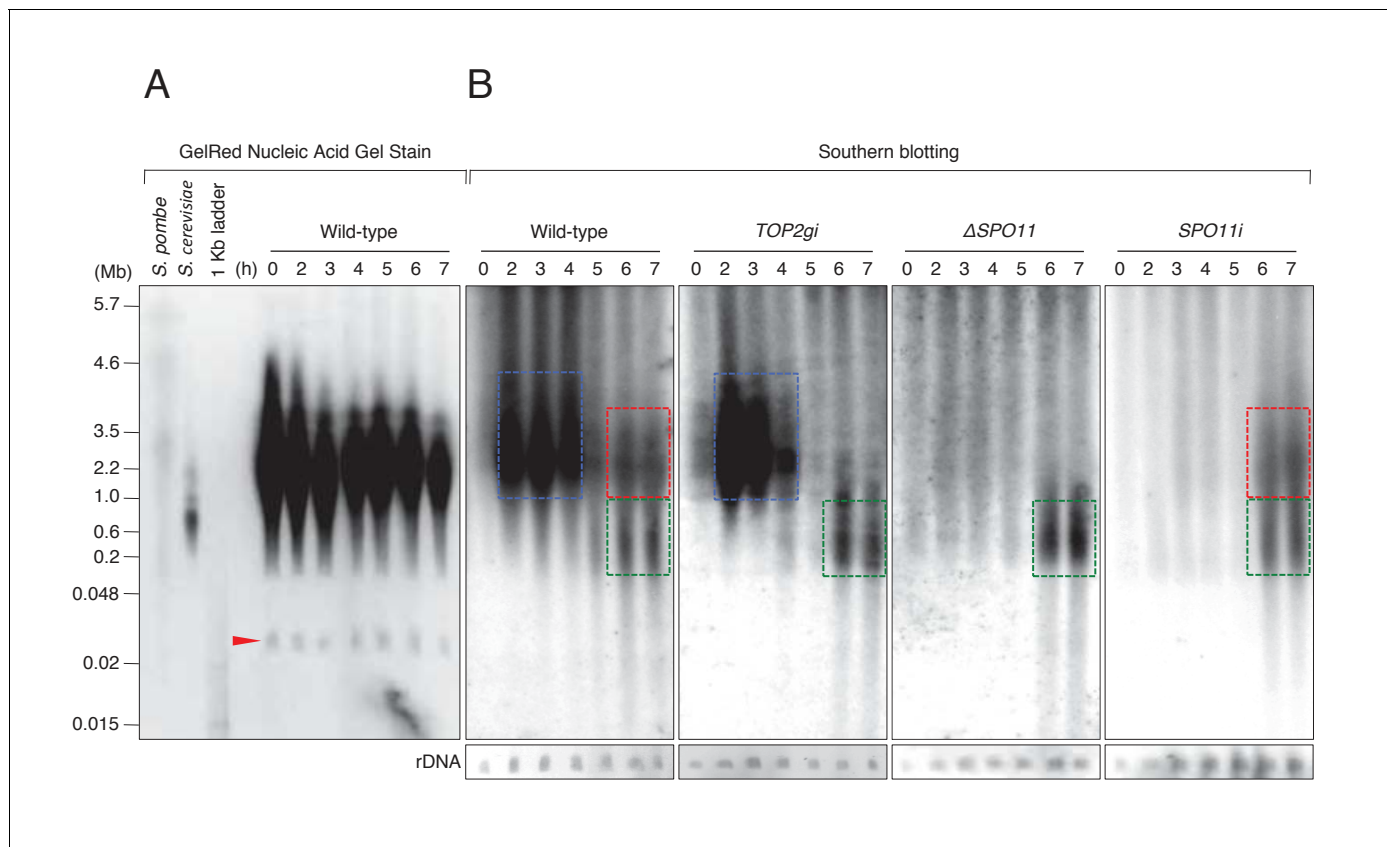 A
B
GelRed Nucleic Acid Gel Stain
Southern blotting
S. pombe
S. cerevisiae
1 Kb ladder
Wild-type
Wild-type
TOP2gi
ΔSPO11
SPO11i
(Mb)
(h) 0 2 3 4 5 6 7
0 2 3 4 5 6 7
0 2 3 4 5 6 7
0 2 3 4 5 6 7
0 2 3 4 5 6 7
5.7
4.6
3.5
2.2
1.0
0.6
0.2
0.048
0.02
0.015
rDNA